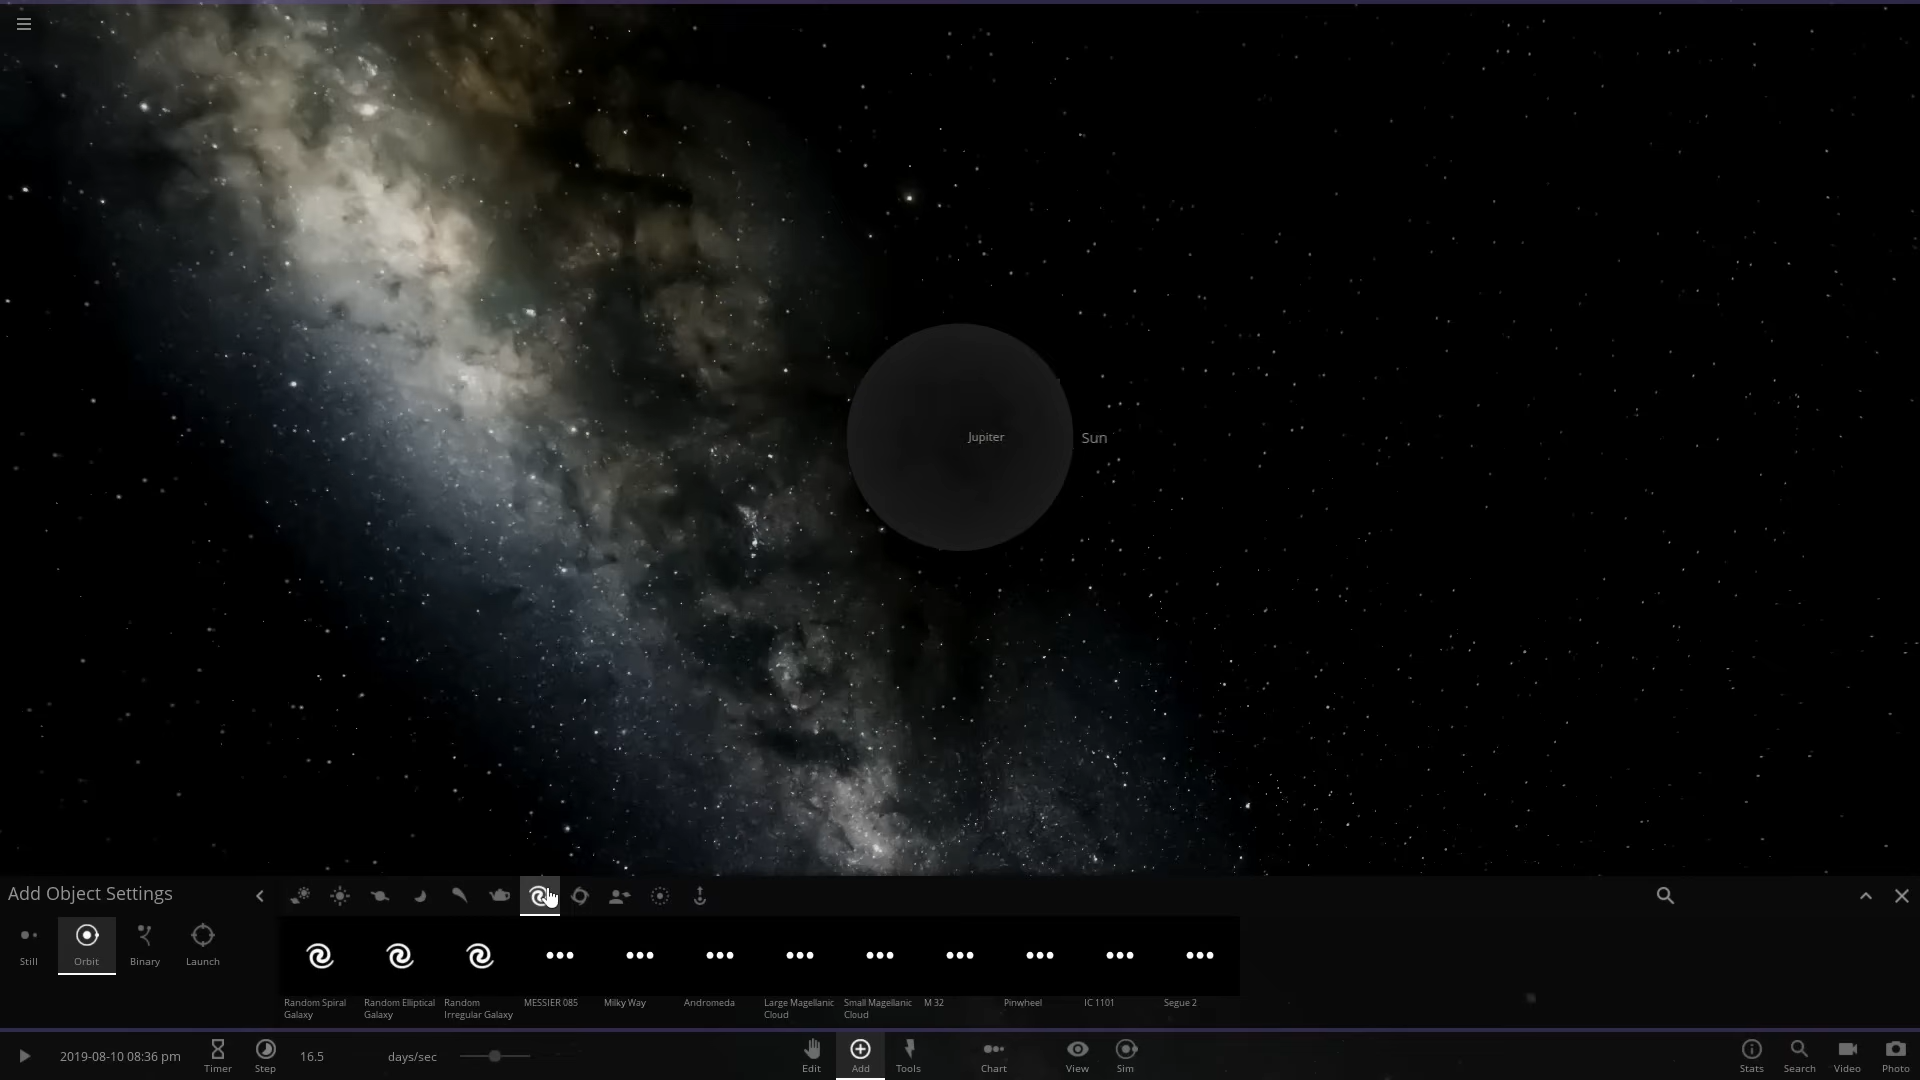 Jupiter
Sun
Add Object Settings
Still
Orbit
Binary
Launch
Random Spiral
Galaxy
Random Elliptical
Galaxy
Random
Irregular Galaxy
MESSIER 085
Milky Way
Andromeda
Large Magellanic
Cloud
Small Magellanic
Cloud
M 32
Pinwheel
IC 1101
Segue 2
2019-08-10 08:36 pm
Timer
Step
16.5
days/sec
Edit
Add
Tools
Chart
View
Sim
Stats
Search
Video
Photo